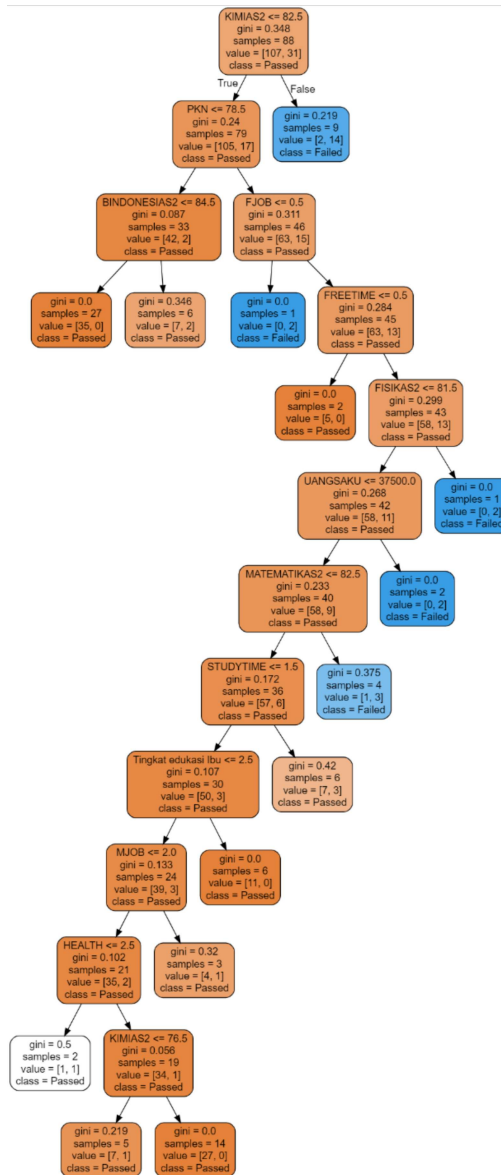 KIMIAS2 <= 82.5
gini = 0.348
samples = 88
value = [107, 31]
class = Passed
True
False
PKN <= 78.5
gini = 0.24
samples = 79
value = [105, 17]
class = Passed
gini = 0.219
samples = 9
value = [2, 14]
class = Failed
BINDONESIAS2 <= 84.5
gini = 0.087
samples = 33
value = [42, 2]
class = Passed
FJOB <= 0.5
gini = 0.311
samples = 46
value = [63, 15]
class = Passed
gini = 0.0
samples = 27
value = [35, 0]
class = Passed
gini = 0.346
samples = 6
value = [7, 2]
class = Passed
gini = 0.0
samples = 1
value = [0, 2]
class = Failed
FREETIME <= 0.5
gini = 0.284
samples = 45
value = [63, 13]
class = Passed
gini = 0.0
samples = 2
value = [5, 0]
class = Passed
FISIKAS2 <= 81.5
gini = 0.299
samples = 43
value = [58, 13]
class = Passed
UANGSAKU <= 37500.0
gini = 0.268
samples = 42
value = [58, 11]
class = Passed
gini = 0.0
samples = 1
value = [0, 2]
class = Failed
MATEMATIKAS2 <= 82.5
gini = 0.233
samples = 40
value = [58, 9]
class = Passed
gini = 0.0
samples = 2
value = [0, 2]
class = Failed
STUDYTIME <= 1.5
gini = 0.172
samples = 36
value = [57, 6]
class = Passed
gini = 0.375
samples = 4
value = [1, 3]
class = Failed
Tingkat edukasi Ibu <= 2.5
gini = 0.107
samples = 30
value = [50, 3]
class = Passed
gini = 0.42
samples = 6
value = [7, 3]
class = Passed
MJOB <= 2.0
gini = 0.133
samples = 24
value = [39, 3]
class = Passed
gini = 0.0
samples = 6
value = [11, 0]
class = Passed
HEALTH <= 2.5
gini = 0.102
samples = 21
value = [35, 2]
class = Passed
gini = 0.32
samples = 3
value = [4, 1]
class = Passed
gini = 0.5
samples = 2
value = [1, 1]
class = Passed
KIMIAS2 <= 76.5
gini = 0.056
samples = 19
value = [34, 1]
class = Passed
gini = 0.219
samples = 5
value = [7, 1]
class = Passed
gini = 0.0
samples = 14
value = [27, 0]
class = Passed